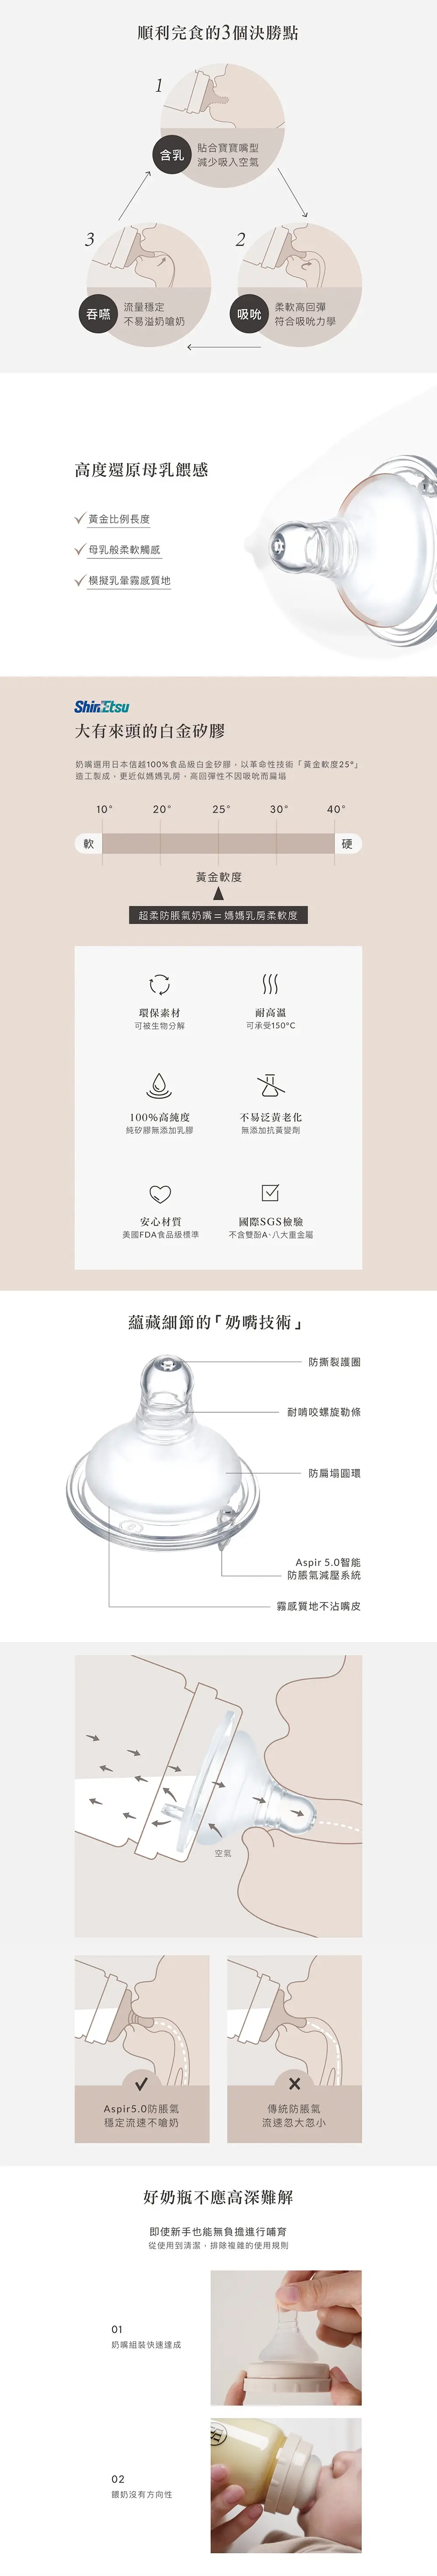 順利完食的3個決勝點
1
含乳
貼合寶寶嘴型
減少吸入空氣
3
吞嚥
流量穩定
不易溢奶嗆奶
2
吸吮
柔軟高回彈
符合吸吮力學
高度還原母乳餵感
黃金比例長度
母乳般柔軟觸感
模擬乳暈霧感質地
ShinEtsu
大有來頭的白金矽膠
奶嘴選用日本信越100%食品級白金矽膠，以革命性技術「黃金軟度25°」
造工製成，更近似媽媽乳房，高回彈性不因吸吮而扁塌
10° 20° 25° 30° 40°
軟 硬
黃金軟度
超柔防脹氣奶嘴＝媽媽乳房柔軟度
環保素材
可被生物分解
耐高溫
可承受150°C
100%高純度
純矽膠無添加乳膠
不易泛黃老化
無添加抗黃變劑
安心材質
美國FDA食品級標準
國際SGS檢驗
不含雙酚A、八大重金屬
蘊藏細節的「奶嘴技術」
防撕裂護圈
耐啃咬螺旋勒條
防扁塌圓環
Aspir 5.0智能
防脹氣減壓系統
霧感質地不沾嘴皮
空氣
Aspir5.0防脹氣
穩定流速不嗆奶
傳統防脹氣
流速忽大忽小
好奶瓶不應高深難解
即使新手也能無負擔進行哺育
從使用到清潔，排除複雜的使用規則
01
奶嘴組裝快速達成
02
餵奶沒有方向性